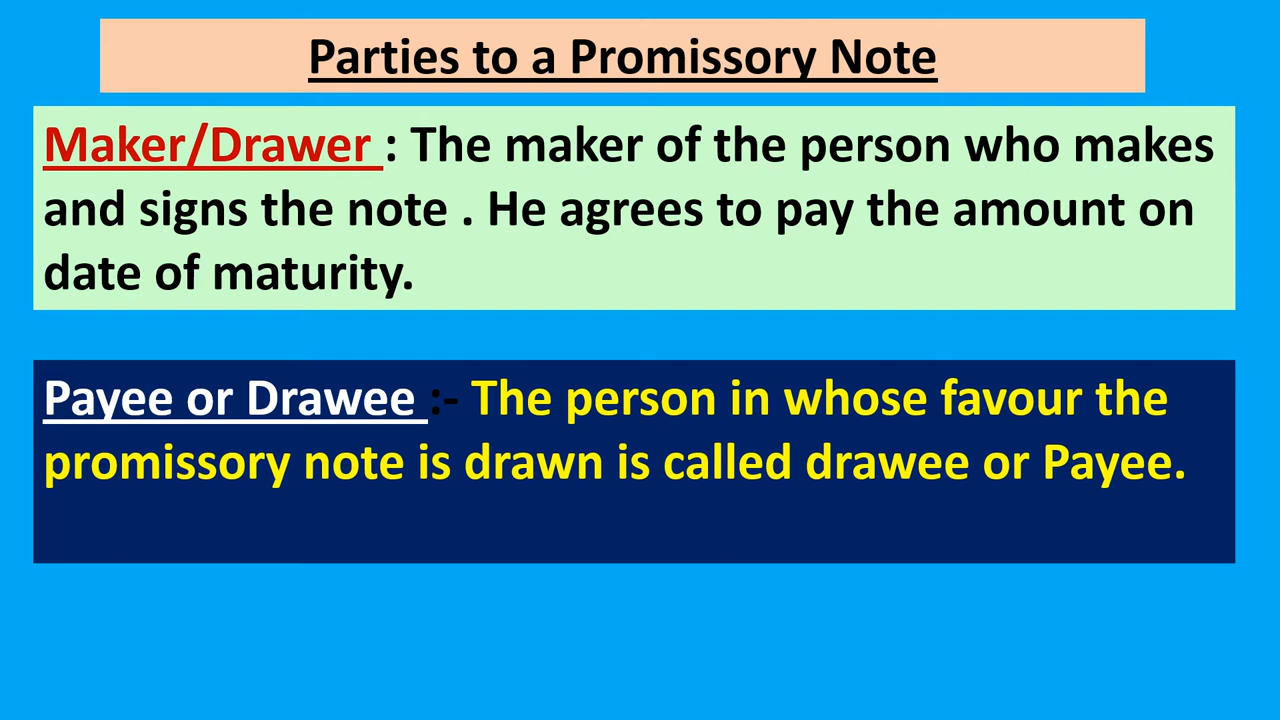 Parties to a Promissory Note
Maker/Drawer : The maker of the person who makes
and signs the note . He agrees to pay the amount on
date of maturity.
Payee or Drawee :- The person in whose favour the
promissory note is drawn is called drawee or Payee.